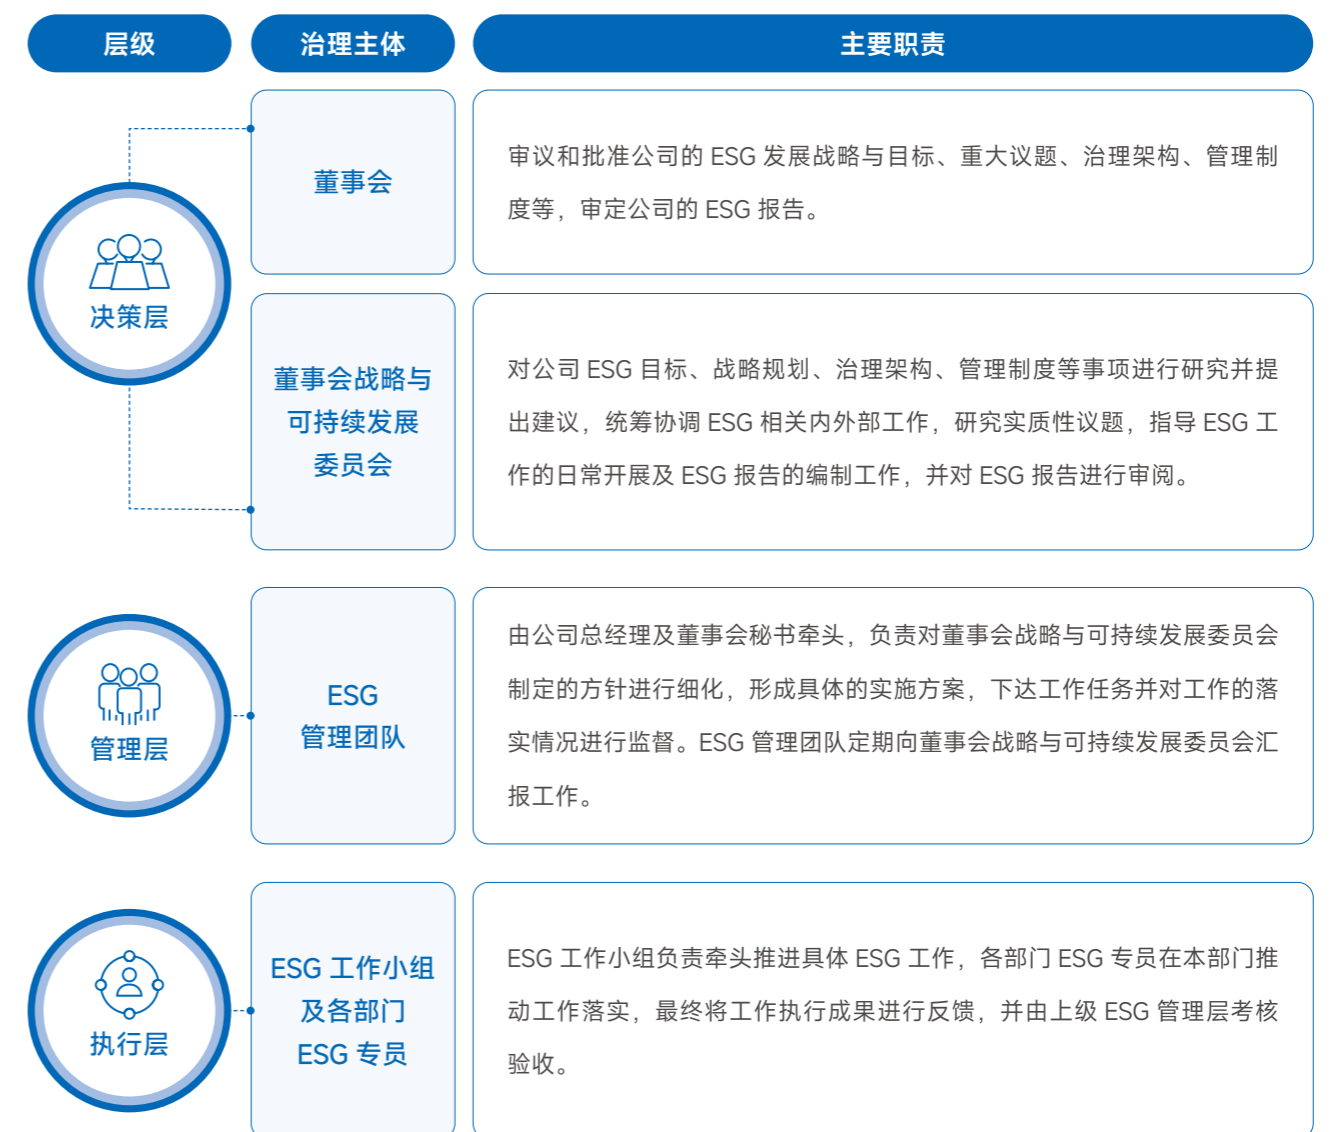 层级
治理主体
主要职责
决策层
董事会
审议和批准公司的 ESG 发展战略与目标、重大议题、治理架构、管理制
度等，审定公司的 ESG 报告。
董事会战略与
可持续发展
委员会
对公司 ESG 目标、战略规划、治理架构、管理制度等事项进行研究并提
出建议，统筹协调 ESG 相关内外部工作，研究实质性议题，指导 ESG 工
作的日常开展及 ESG 报告的编制工作，并对 ESG 报告进行审阅。
管理层
ESG
管理团队
由公司总经理及董事会秘书牵头，负责对董事会战略与可持续发展委员会
制定的方针进行细化，形成具体的实施方案，下达工作任务并对工作的落
实情况进行监督。ESG 管理团队定期向董事会战略与可持续发展委员会汇
报工作。
执行层
ESG 工作小组
及各部门
ESG 专员
ESG 工作小组负责牵头推进具体 ESG 工作，各部门 ESG 专员在本部门推
动工作落实，最终将工作执行成果进行反馈，并由上级 ESG 管理层考核
验收。